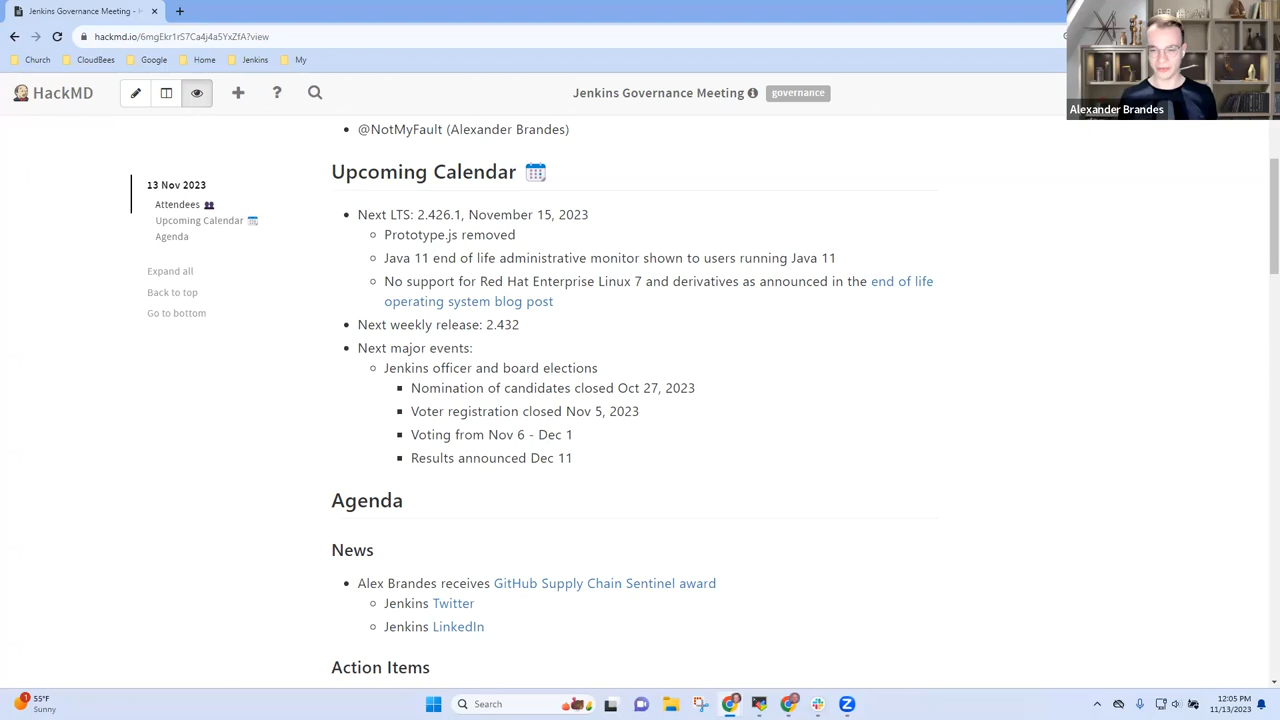 Jenkins Governance Meeting
hackmd.io/6mgEkr1rS7Ca4j4a5YxZfA?view
Church
CloudBees
Google
Home
Jenkins
My
HackMD
Jenkins Governance Meeting
governance
Alexander Brandes
@NotMyFault (Alexander Brandes)
13 Nov 2023
Attendees
Upcoming Calendar
Agenda
Expand all
Back to top
Go to bottom
Upcoming Calendar
Next LTS: 2.426.1, November 15, 2023
Prototype.js removed
Java 11 end of life administrative monitor shown to users running Java 11
No support for Red Hat Enterprise Linux 7 and derivatives as announced in the end of life
operating system blog post
Next weekly release: 2.432
Next major events:
Jenkins officer and board elections
Nomination of candidates closed Oct 27, 2023
Voter registration closed Nov 5, 2023
Voting from Nov 6 - Dec 1
Results announced Dec 11
Agenda
News
Alex Brandes receives GitHub Supply Chain Sentinel award
Jenkins Twitter
Jenkins LinkedIn
Action Items
1
55°F
Sunny
Search
12:05 PM
11/13/2023